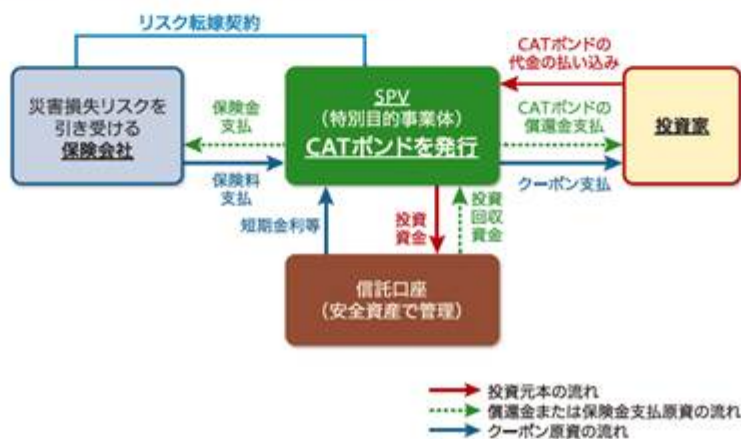 リスク転嫁契約
CATボンドの
代金の払い込み
災害損失リスクを
引き受ける
保険会社
保険金
支払
SPV
(特別目的事業体)
CATボンドを発行
CATボンドの
償還金支払
投資家
保険料
支払
クーポン支払
短期金利等
投資
資金
投資
回収
資金
信託口座
(安全資産で管理)
投資元本の流れ
償還金または保険金支払原資の流れ
クーポン原資の流れ